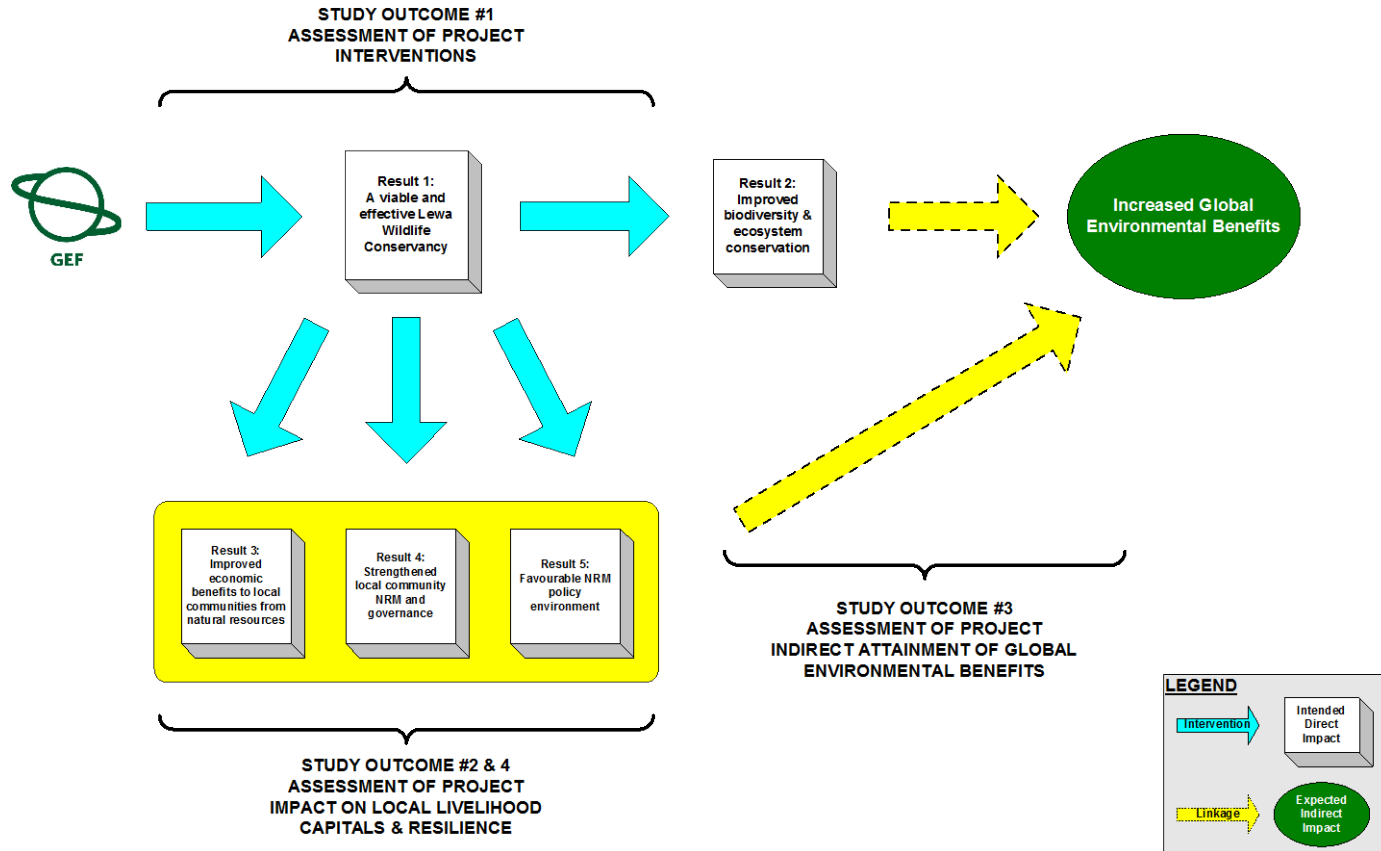 STUDY OUTCOME #1
ASSESSMENT OF PROJECT
INTERVENTIONS
GEF
Result 1:
A viable and
effective Lewa
Wildlife
Conservancy
Result 2:
Improved
biodiversity &
ecosystem
conservation
Increased Global
Environmental Benefits
Result 3:
Improved
economic
benefits to local
communities from
natural resources
Result 4:
Strengthened
local community
NRM and
governance
Result 5:
Favourable NRM
policy
environment
STUDY OUTCOME #3
ASSESSMENT OF PROJECT
INDIRECT ATTAINMENT OF GLOBAL
ENVIRONMENTAL BENEFITS
STUDY OUTCOME #2 & 4
ASSESSMENT OF PROJECT
IMPACT ON LOCAL LIVELIHOOD
CAPITALS & RESILIENCE
LEGEND
Intervention
Intended
Direct
Impact
Linkage
Expected
Indirect
Impact